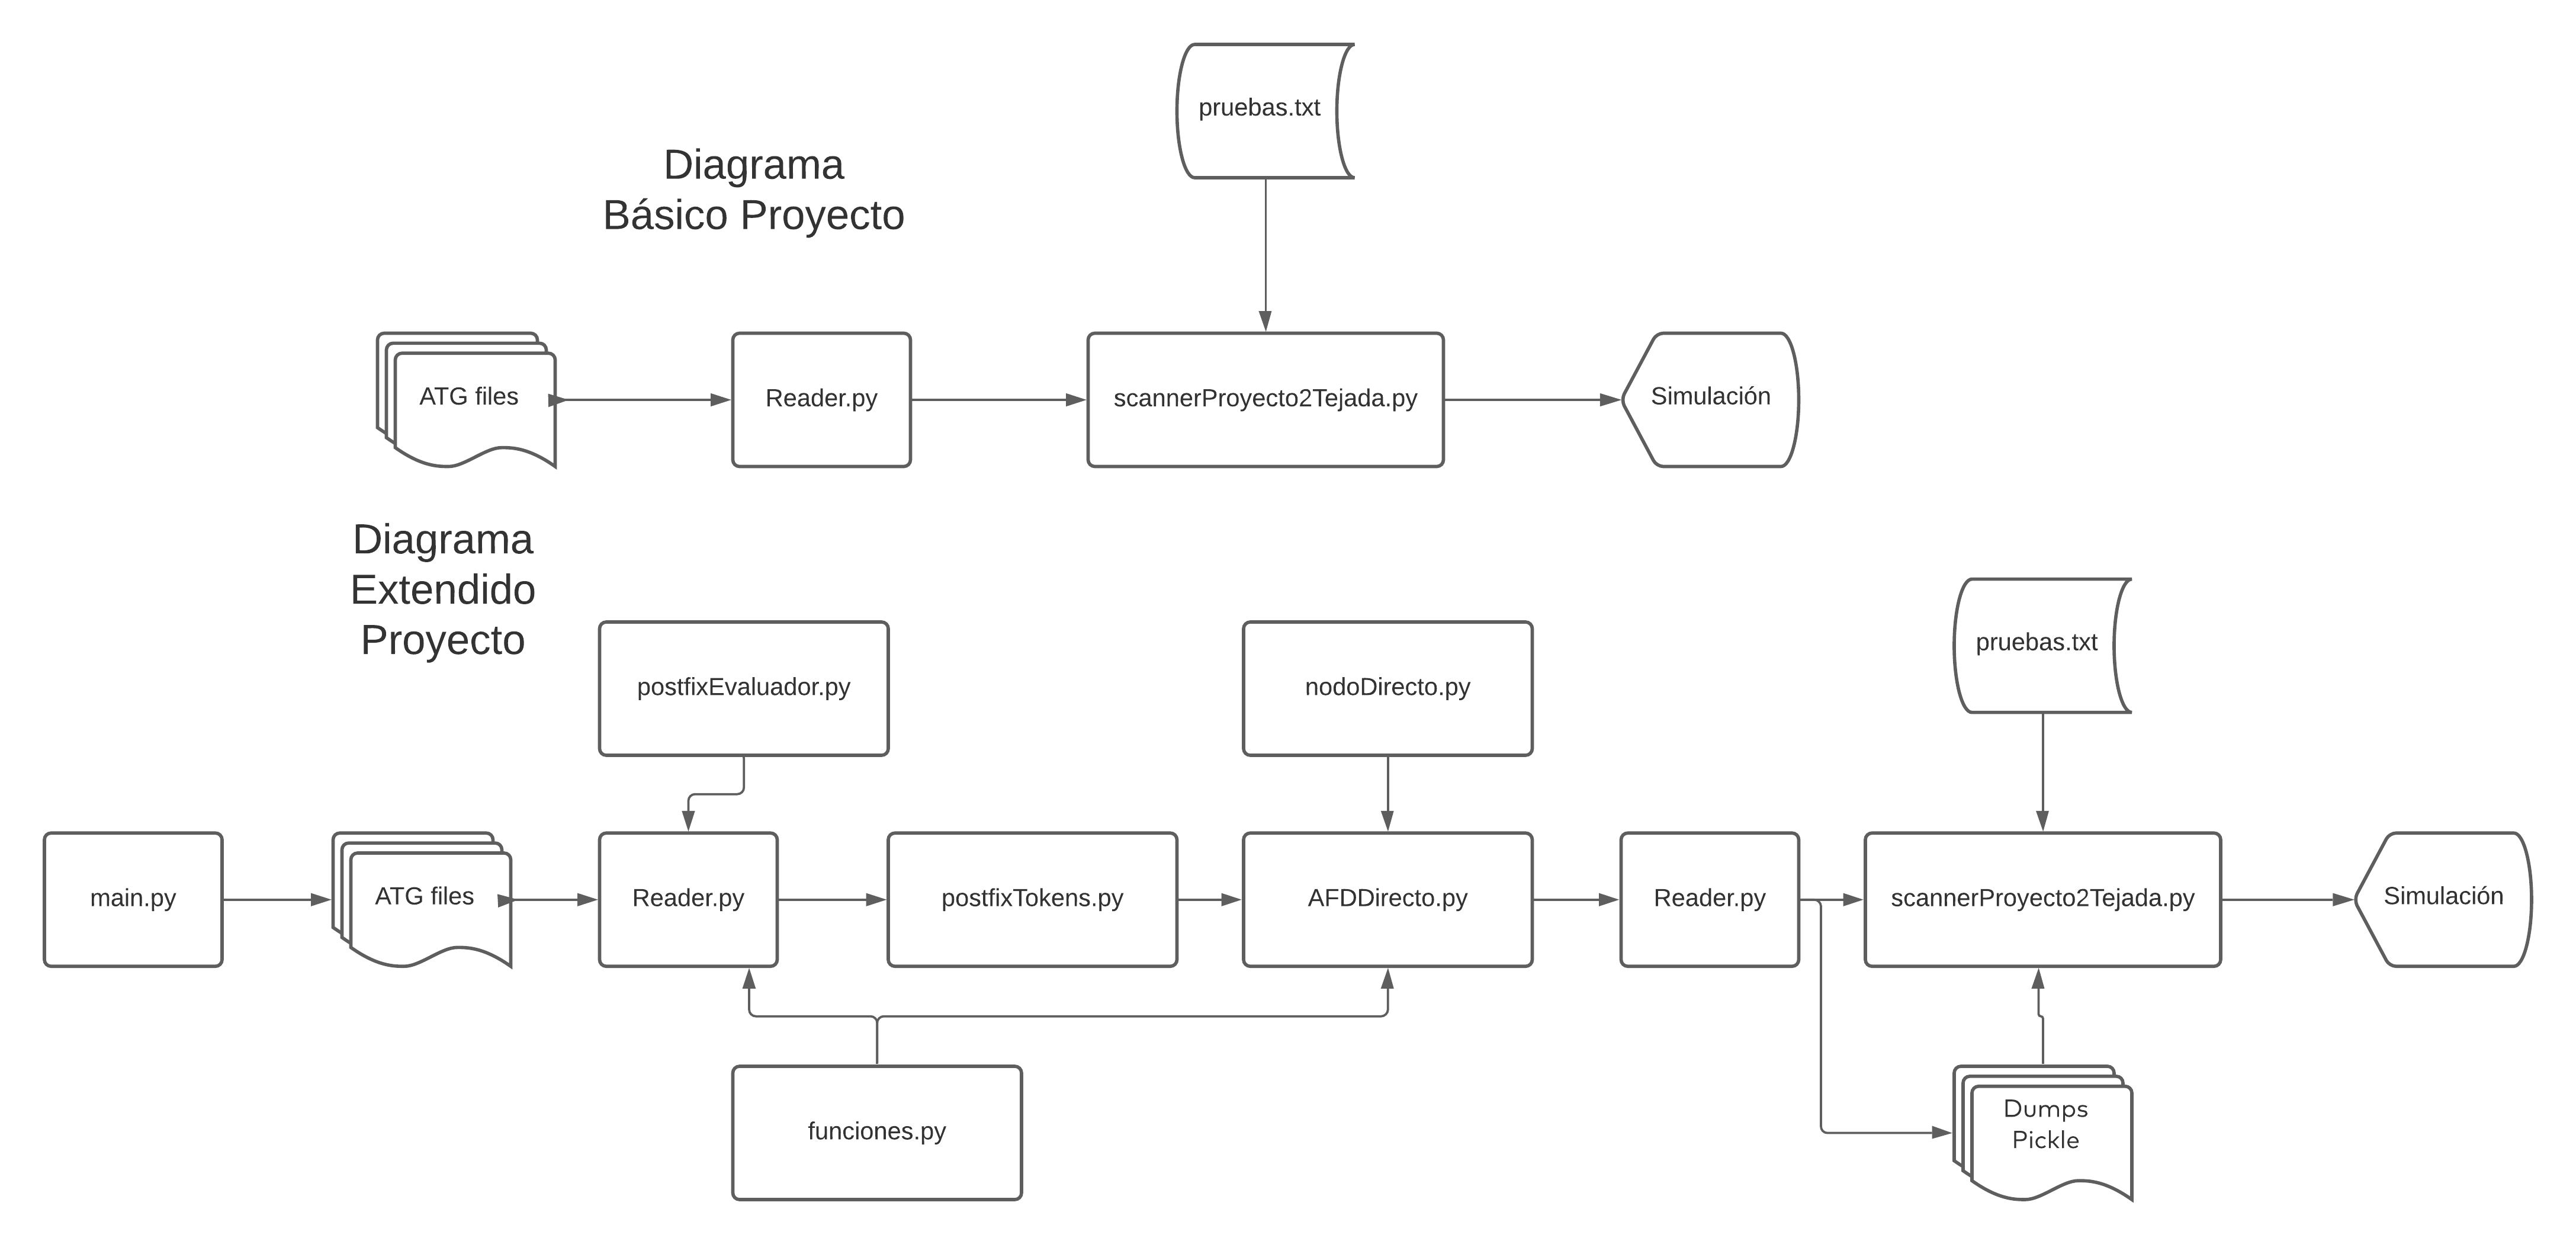 pruebas.txt
Diagrama
Básico Proyecto
ATG files
Reader.py
scannerProyecto2Tejada.py
Simulación
Diagrama
Extendido
Proyecto
postfixEvaluador.py
nodoDirecto.py
pruebas.txt
main.py
ATG files
Reader.py
postfixTokens.py
AFDDirecto.py
Reader.py
scannerProyecto2Tejada.py
Simulación
funciones.py
Dumps
Pickle